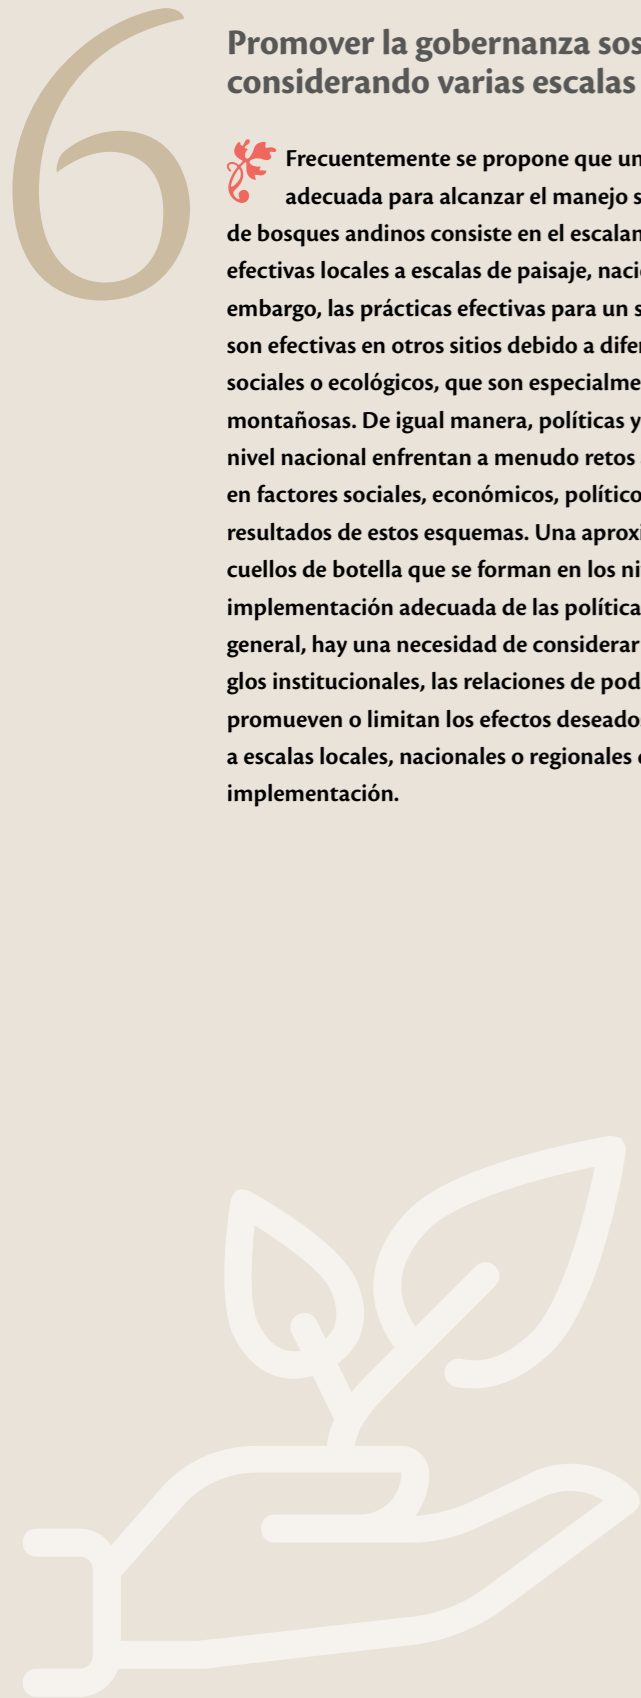 6
Promover la gobernanza sos
considerando varias escalas
Frecuentemente se propone que un
adecuada para alcanzar el manejo s
de bosques andinos consiste en el escalan
efectivas locales a escalas de paisaje, naci
embargo, las prácticas efectivas para un s
son efectivas en otros sitios debido a difer
sociales o ecológicos, que son especialme
montañosas. De igual manera, políticas y
nivel nacional enfrentan a menudo retos
en factores sociales, económicos, político
resultados de estos esquemas. Una aproxi
cuellos de botella que se forman en los ni
implementación adecuada de las política
general, hay una necesidad de considerar
glos institucionales, las relaciones de pod
promueven o limitan los efectos deseado
a escalas locales, nacionales o regionales
implementación.